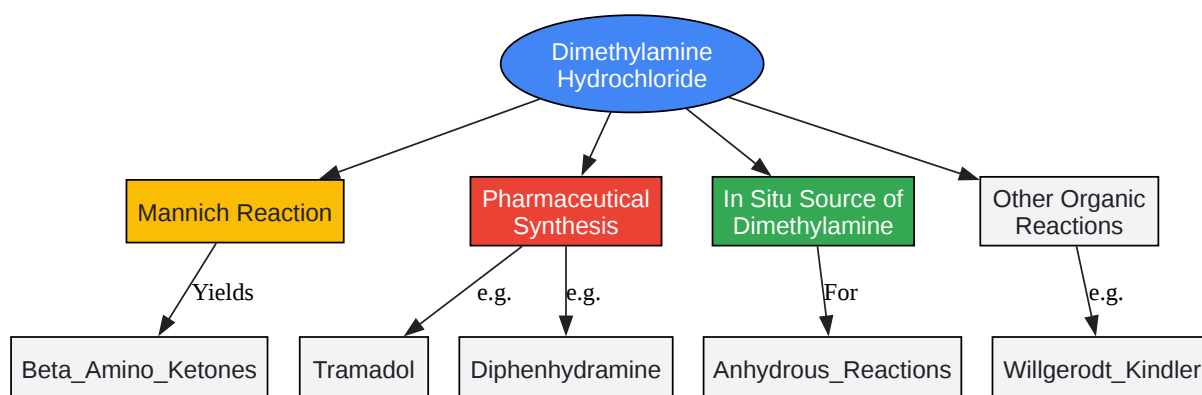 Dimethylamine
Hydrochloride
Mannich Reaction
Pharmaceutical
Synthesis
In Situ Source of
Dimethylamine
Other Organic
Reactions
Yields
e.g.
e.g.
For
e.g.
Beta_Amino_Ketones
Tramadol
Diphenhydramine
Anhydrous_Reactions
Willgerodt_Kindler